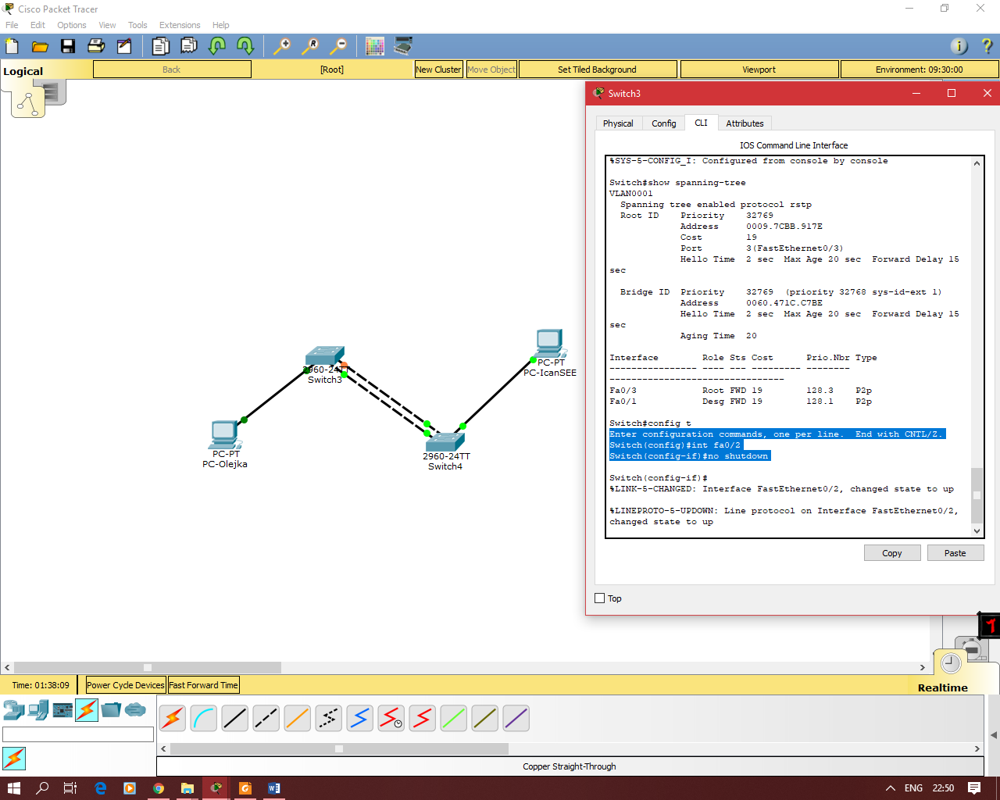 Cisco Packet Tracer
File Edit Options View Tools Extensions Help
Logical
Back
[Root]
New Cluster
Move Object
Set Tiled Background
Viewport
Environment: 09:30:00
2960-24TT
Switch3
PC-PT
PC-Olejka
2960-24TT
Switch4
PC-PT
PC-IcanSEE
Switch3
Physical Config CLI Attributes
IOS Command Line Interface
%SYS-5-CONFIG_I: Configured from console by console
Switch#show spanning-tree
VLAN0001
Spanning tree enabled protocol rstp
Root ID Priority 32769
Address 0009.7CBB.917E
Cost 19
Port 3(FastEthernet0/3)
Hello Time 2 sec Max Age 20 sec Forward Delay 15
sec
Bridge ID Priority 32769 (priority 32768 sys-id-ext 1)
Address 0060.471C.C7BE
Hello Time 2 sec Max Age 20 sec Forward Delay 15
sec
Aging Time 20
Interface Role Sts Cost Prio.Nbr Type
---------------- ---- --- --------- --------
--------------------------------
Fa0/3 Root FWD 19 128.3 P2p
Fa0/1 Desg FWD 19 128.1 P2p
Switch#config t
Enter configuration commands, one per line. End with CNTL/Z.
Switch(config)#int fa0/2
Switch(config-if)#no shutdown
Switch(config-if)#
%LINK-5-CHANGED: Interface FastEthernet0/2, changed state to up
%LINEPROTO-5-UPDOWN: Line protocol on Interface FastEthernet0/2,
changed state to up
Copy
Paste
Top
Time: 01:38:09
Power Cycle Devices
Fast Forward Time
Realtime
Copper Straight-Through
ENG 22:50